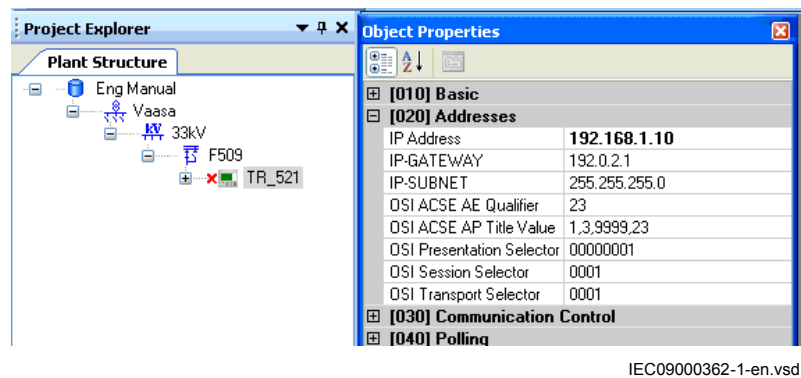 Project Explorer
Plant Structure
Eng Manual
Vaasa
KV 33kV
F509
TR_521
Object Properties
[010] Basic
[020] Addresses
IP Address 192.168.1.10
IP-GATEWAY 192.0.2.1
IP-SUBNET 255.255.255.0
OSI ACSE AE Qualifier 23
OSI ACSE AP Title Value 1,3,9999,23
OSI Presentation Selector 00000001
OSI Session Selector 0001
OSI Transport Selector 0001
[030] Communication Control
[040] Polling
IEC09000362-1-en.vsd